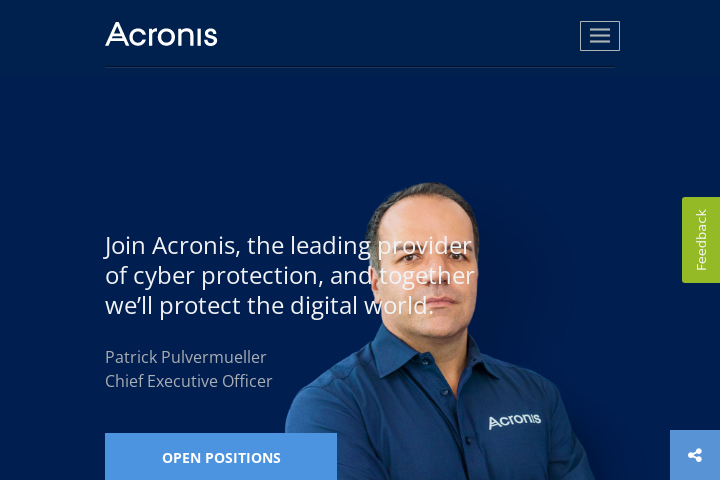 Acronis
Feedback
Join Acronis, the leading provider
of cyber protection, and together
we’ll protect the digital world.
Patrick Pulvermueller
Chief Executive Officer
Acronis
OPEN POSITIONS